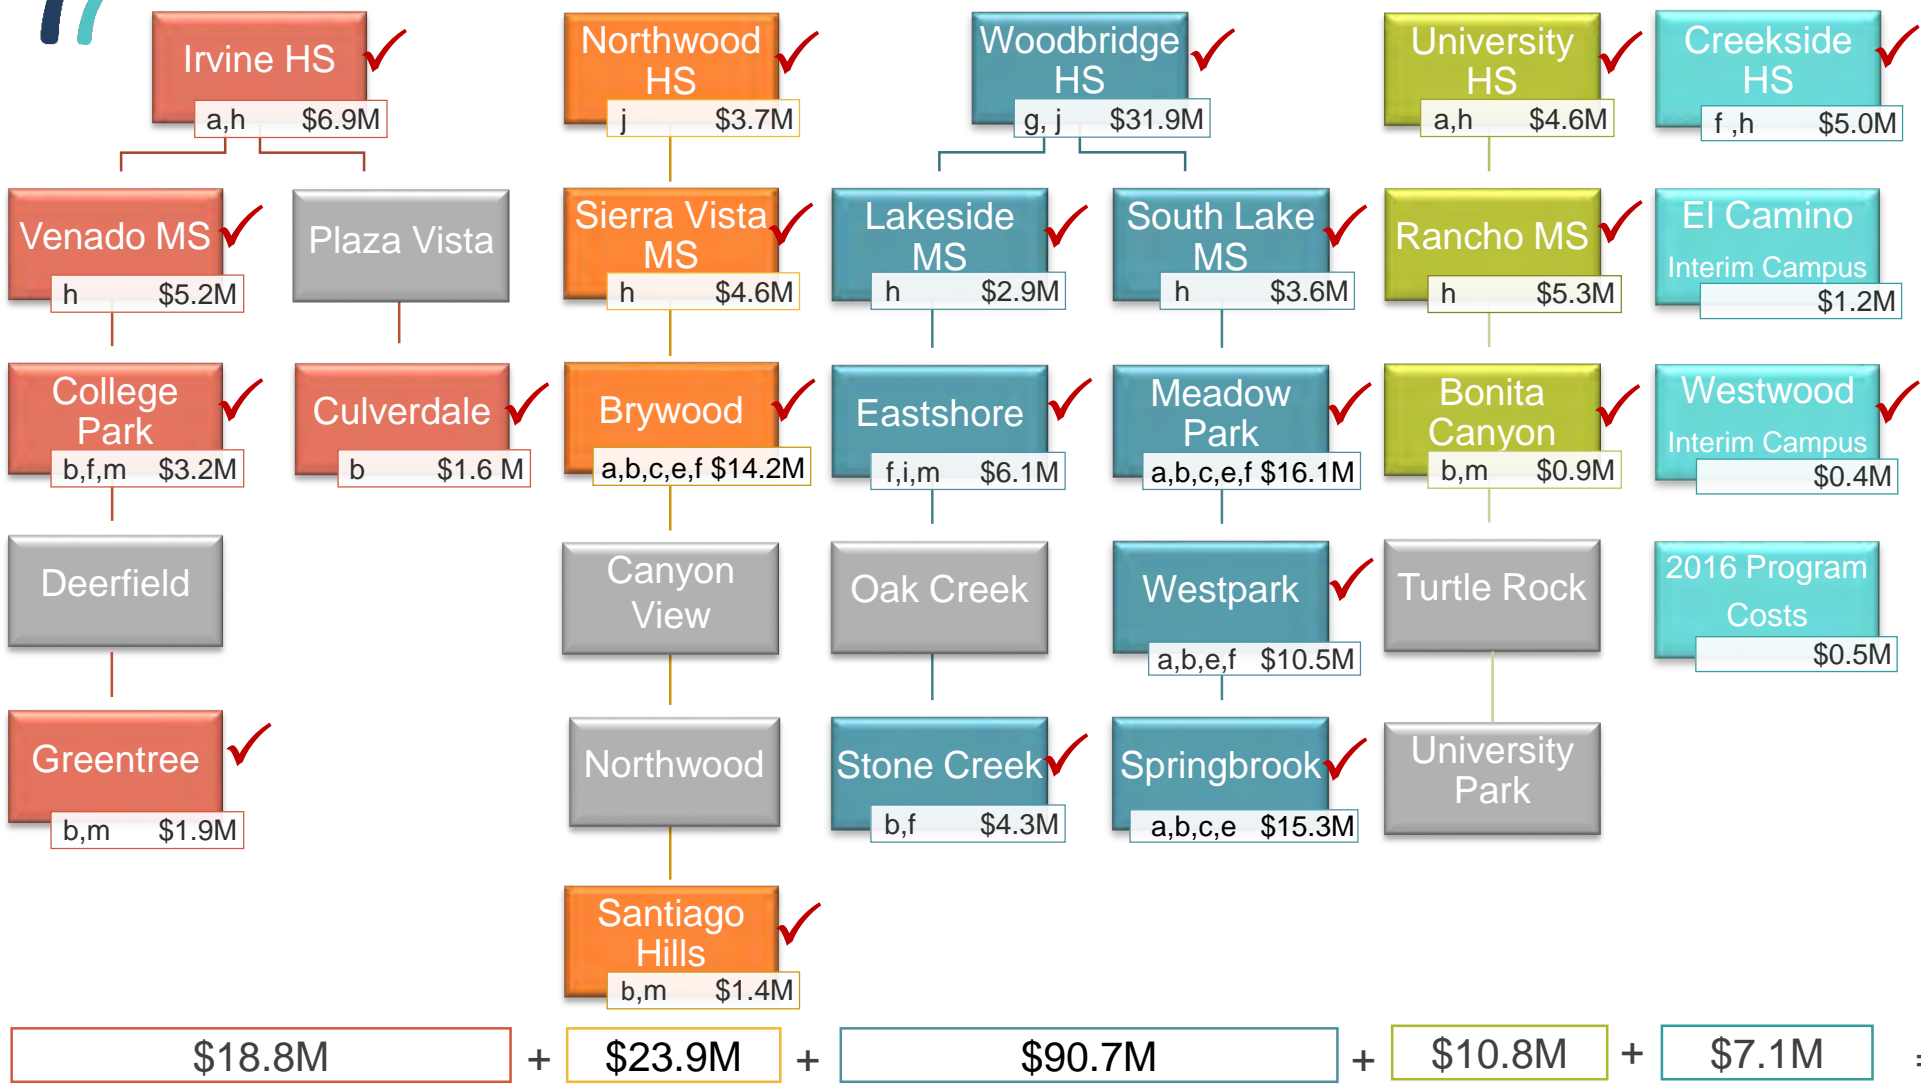 Irvine HS
a,h $6.9M
Northwood
HS
j $3.7M
Woodbridge
HS
g, j $31.9M
University
HS
a,h $4.6M
Creekside
HS
f ,h $5.0M
Venado MS
h $5.2M
Plaza Vista
Sierra Vista
MS
h $4.6M
Lakeside
MS
h $2.9M
South Lake
MS
h $3.6M
Rancho MS
h $5.3M
El Camino
Interim Campus
$1.2M
College
Park
b,f,m $3.2M
Culverdale
b $1.6 M
Brywood
a,b,c,e,f $14.2M
Eastshore
f,i,m $6.1M
Meadow
Park
a,b,c,e,f $16.1M
Bonita
Canyon
b,m $0.9M
Westwood
Interim Campus
$0.4M
Deerfield
Canyon
View
Oak Creek
Westpark
a,b,e,f $10.5M
Turtle Rock
2016 Program
Costs
$0.5M
Greentree
b,m $1.9M
Northwood
Stone Creek
b,f $4.3M
Springbrook
a,b,c,e $15.3M
University
Park
Santiago
Hills
b,m $1.4M
$18.8M + $23.9M + $90.7M + $10.8M + $7.1M =